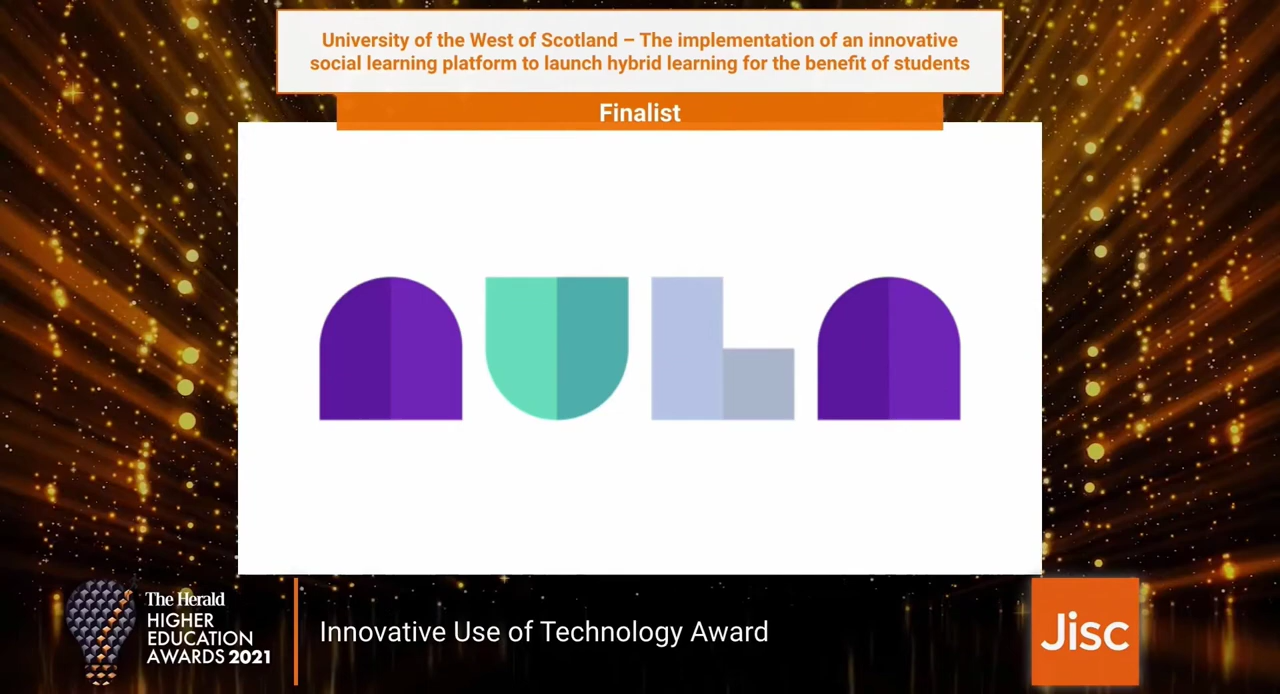 University of the West of Scotland – The implementation of an innovative
social learning platform to launch hybrid learning for the benefit of students
Finalist
AULA
The Herald
HIGHER
EDUCATION
AWARDS 2021
Innovative Use of Technology Award
Jisc